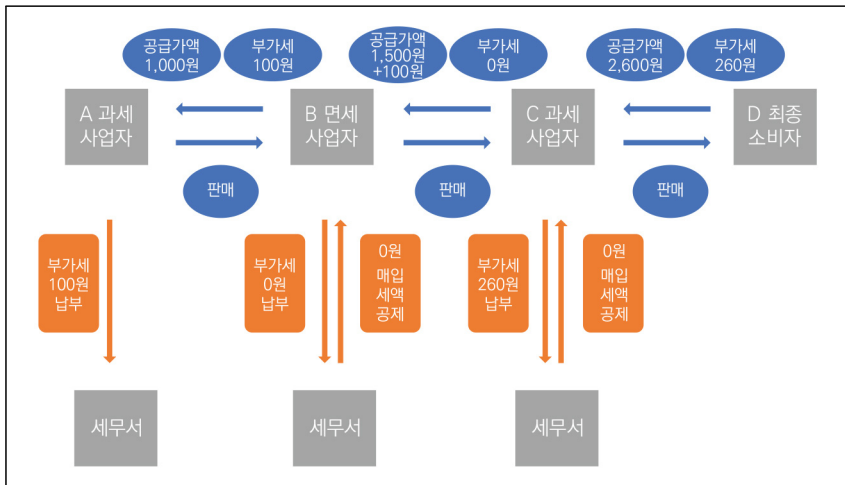 공급가액
1,000원
부가세
100원
공급가액
1,500원
+100원
부가세
0원
공급가액
2,600원
부가세
260원
A 과세
사업자
B 면세
사업자
C 과세
사업자
D 최종
소비자
판매
판매
판매
부가세
100원
납부
부가세
0원
납부
0원
매입
세액
공제
부가세
260원
납부
0원
매입
세액
공제
세무서
세무서
세무서